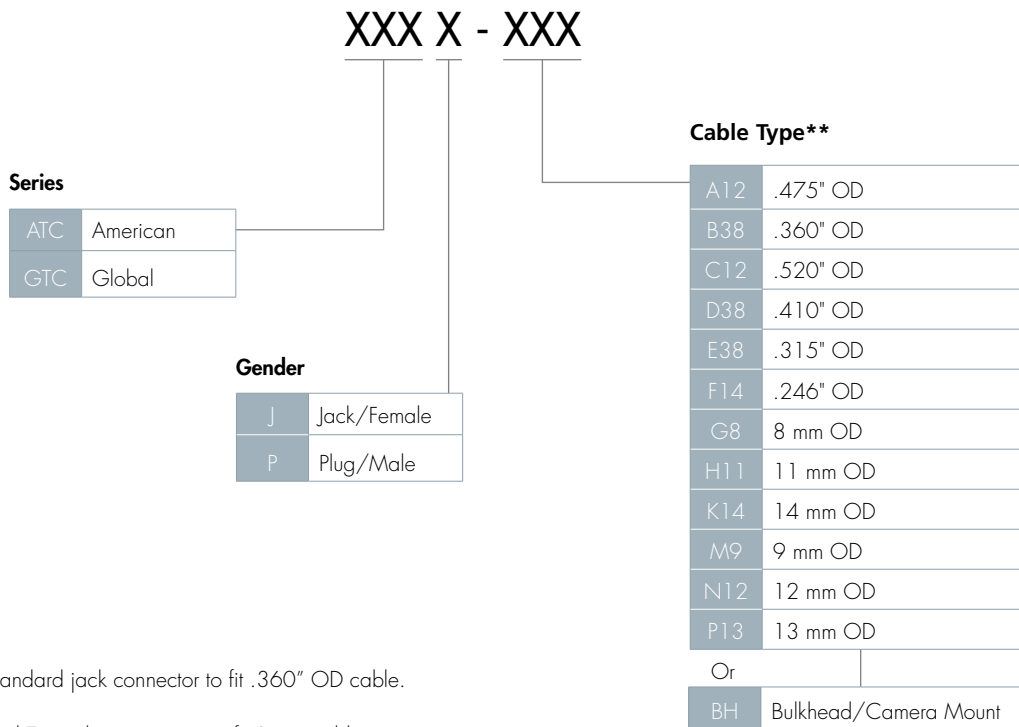 XXX X - XXX
Cable Type**
Series
ATC American
GTC Global
Gender
J Jack/Female
P Plug/Male
A12 .475" OD
B38 .360" OD
C12 .520" OD
D38 .410" OD
E38 .315" OD
F14 .246" OD
G8 8 mm OD
H11 11 mm OD
K14 14 mm OD
M9 9 mm OD
N12 12 mm OD
P13 13 mm OD
Or
BH Bulkhead/Camera Mount
jack connector to fit .360” OD cable.